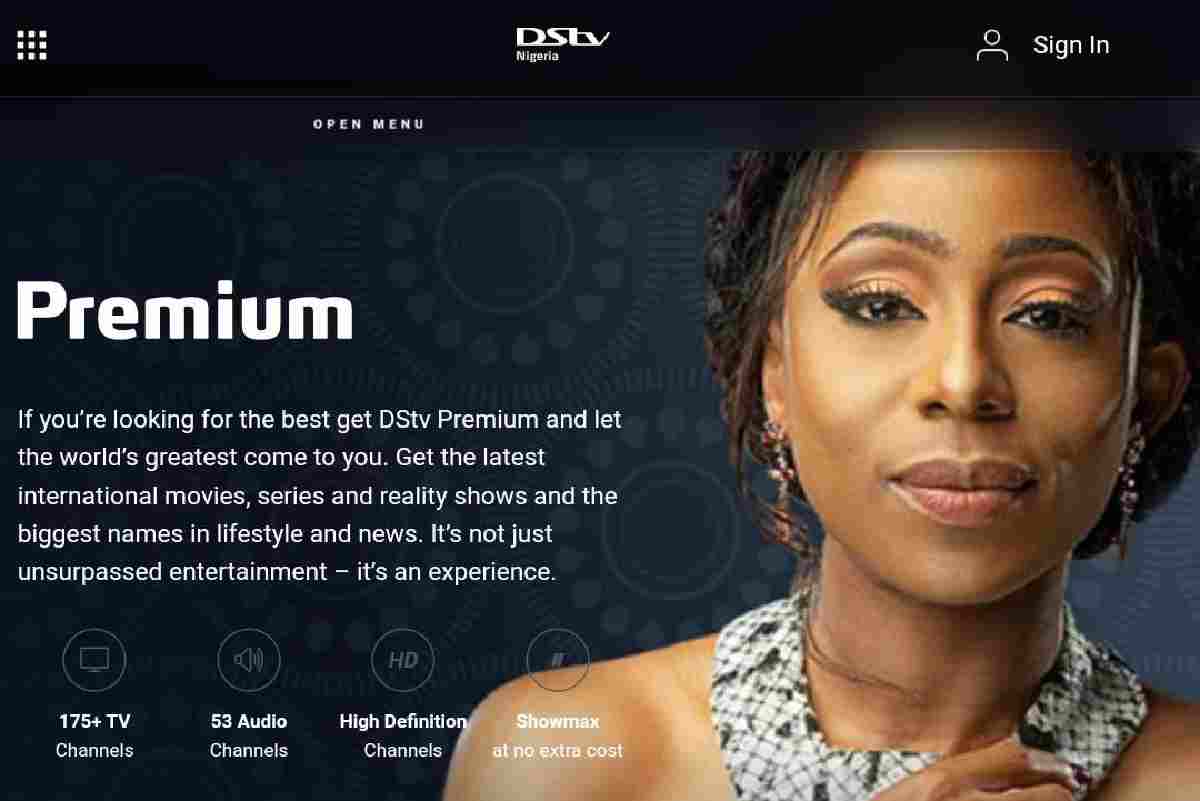 DStv
Nigeria
Sign In
OPEN MENU
Premium
If you’re looking for the best get DStv Premium and let
the world’s greatest come to you. Get the latest
international movies, series and reality shows and the
biggest names in lifestyle and news. It’s not just
unsurpassed entertainment – it’s an experience.
HD
175+ TV
Channels
53 Audio
Channels
High Definition
Channels
Showmax
at no extra cost